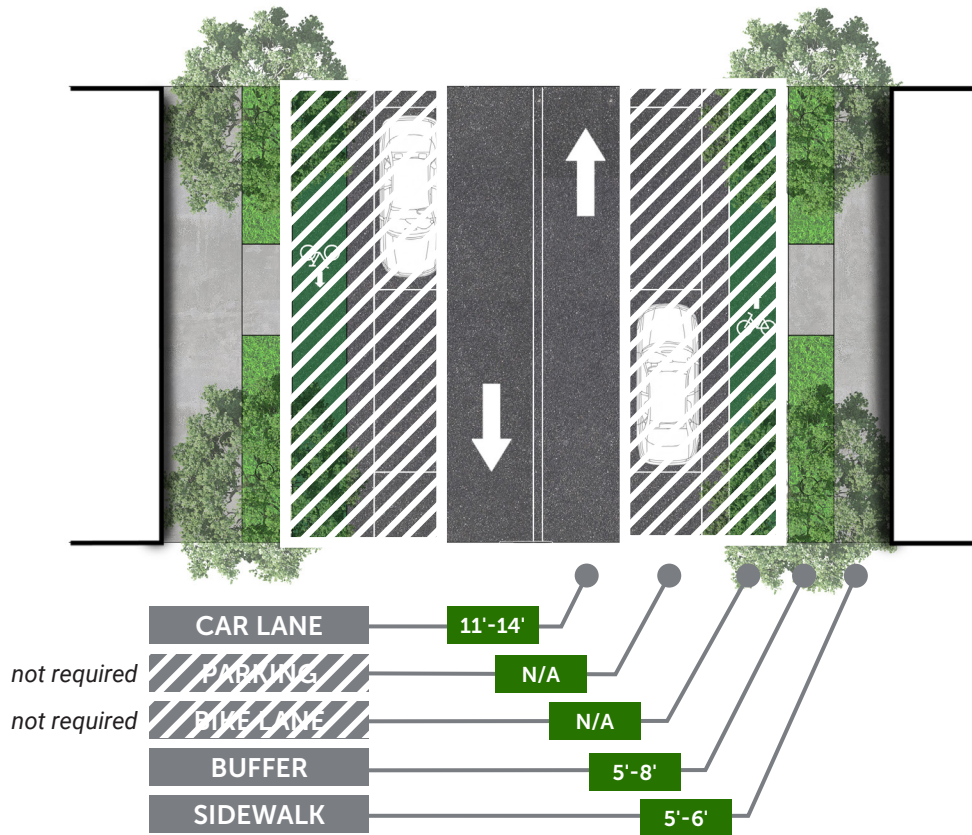 CAR LANE 11'-14'
not required PARKING N/A
not required BIKE LANE N/A
BUFFER 5'-8'
SIDEWALK 5'-6'